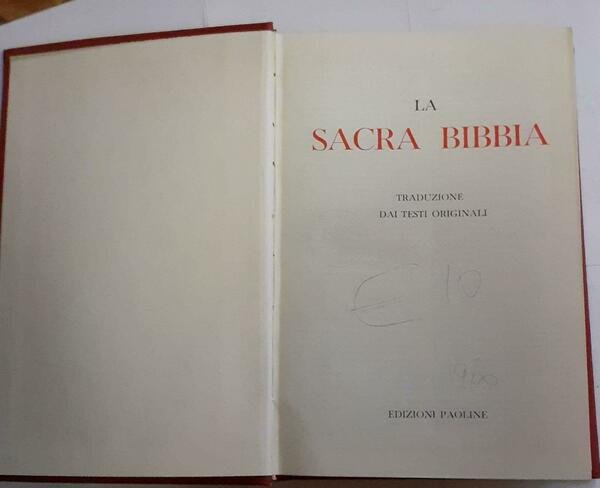 LA
SACRA BIBBIA
TRADUZIONE
DAI TESTI ORIGINALI
€ 10
EDIZIONI PAOLINE